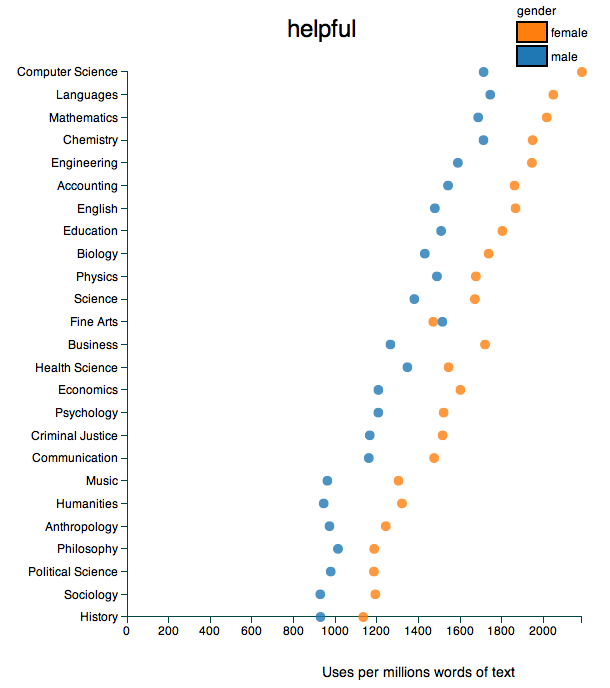 helpful
gender
female
male
Computer Science
Languages
Mathematics
Chemistry
Engineering
Accounting
English
Education
Biology
Physics
Science
Fine Arts
Business
Health Science
Economics
Psychology
Criminal Justice
Communication
Music
Humanities
Anthropology
Philosophy
Political Science
Sociology
History
0 200 400 600 800 1000 1200 1400 1600 1800 2000
Uses per millions words of text